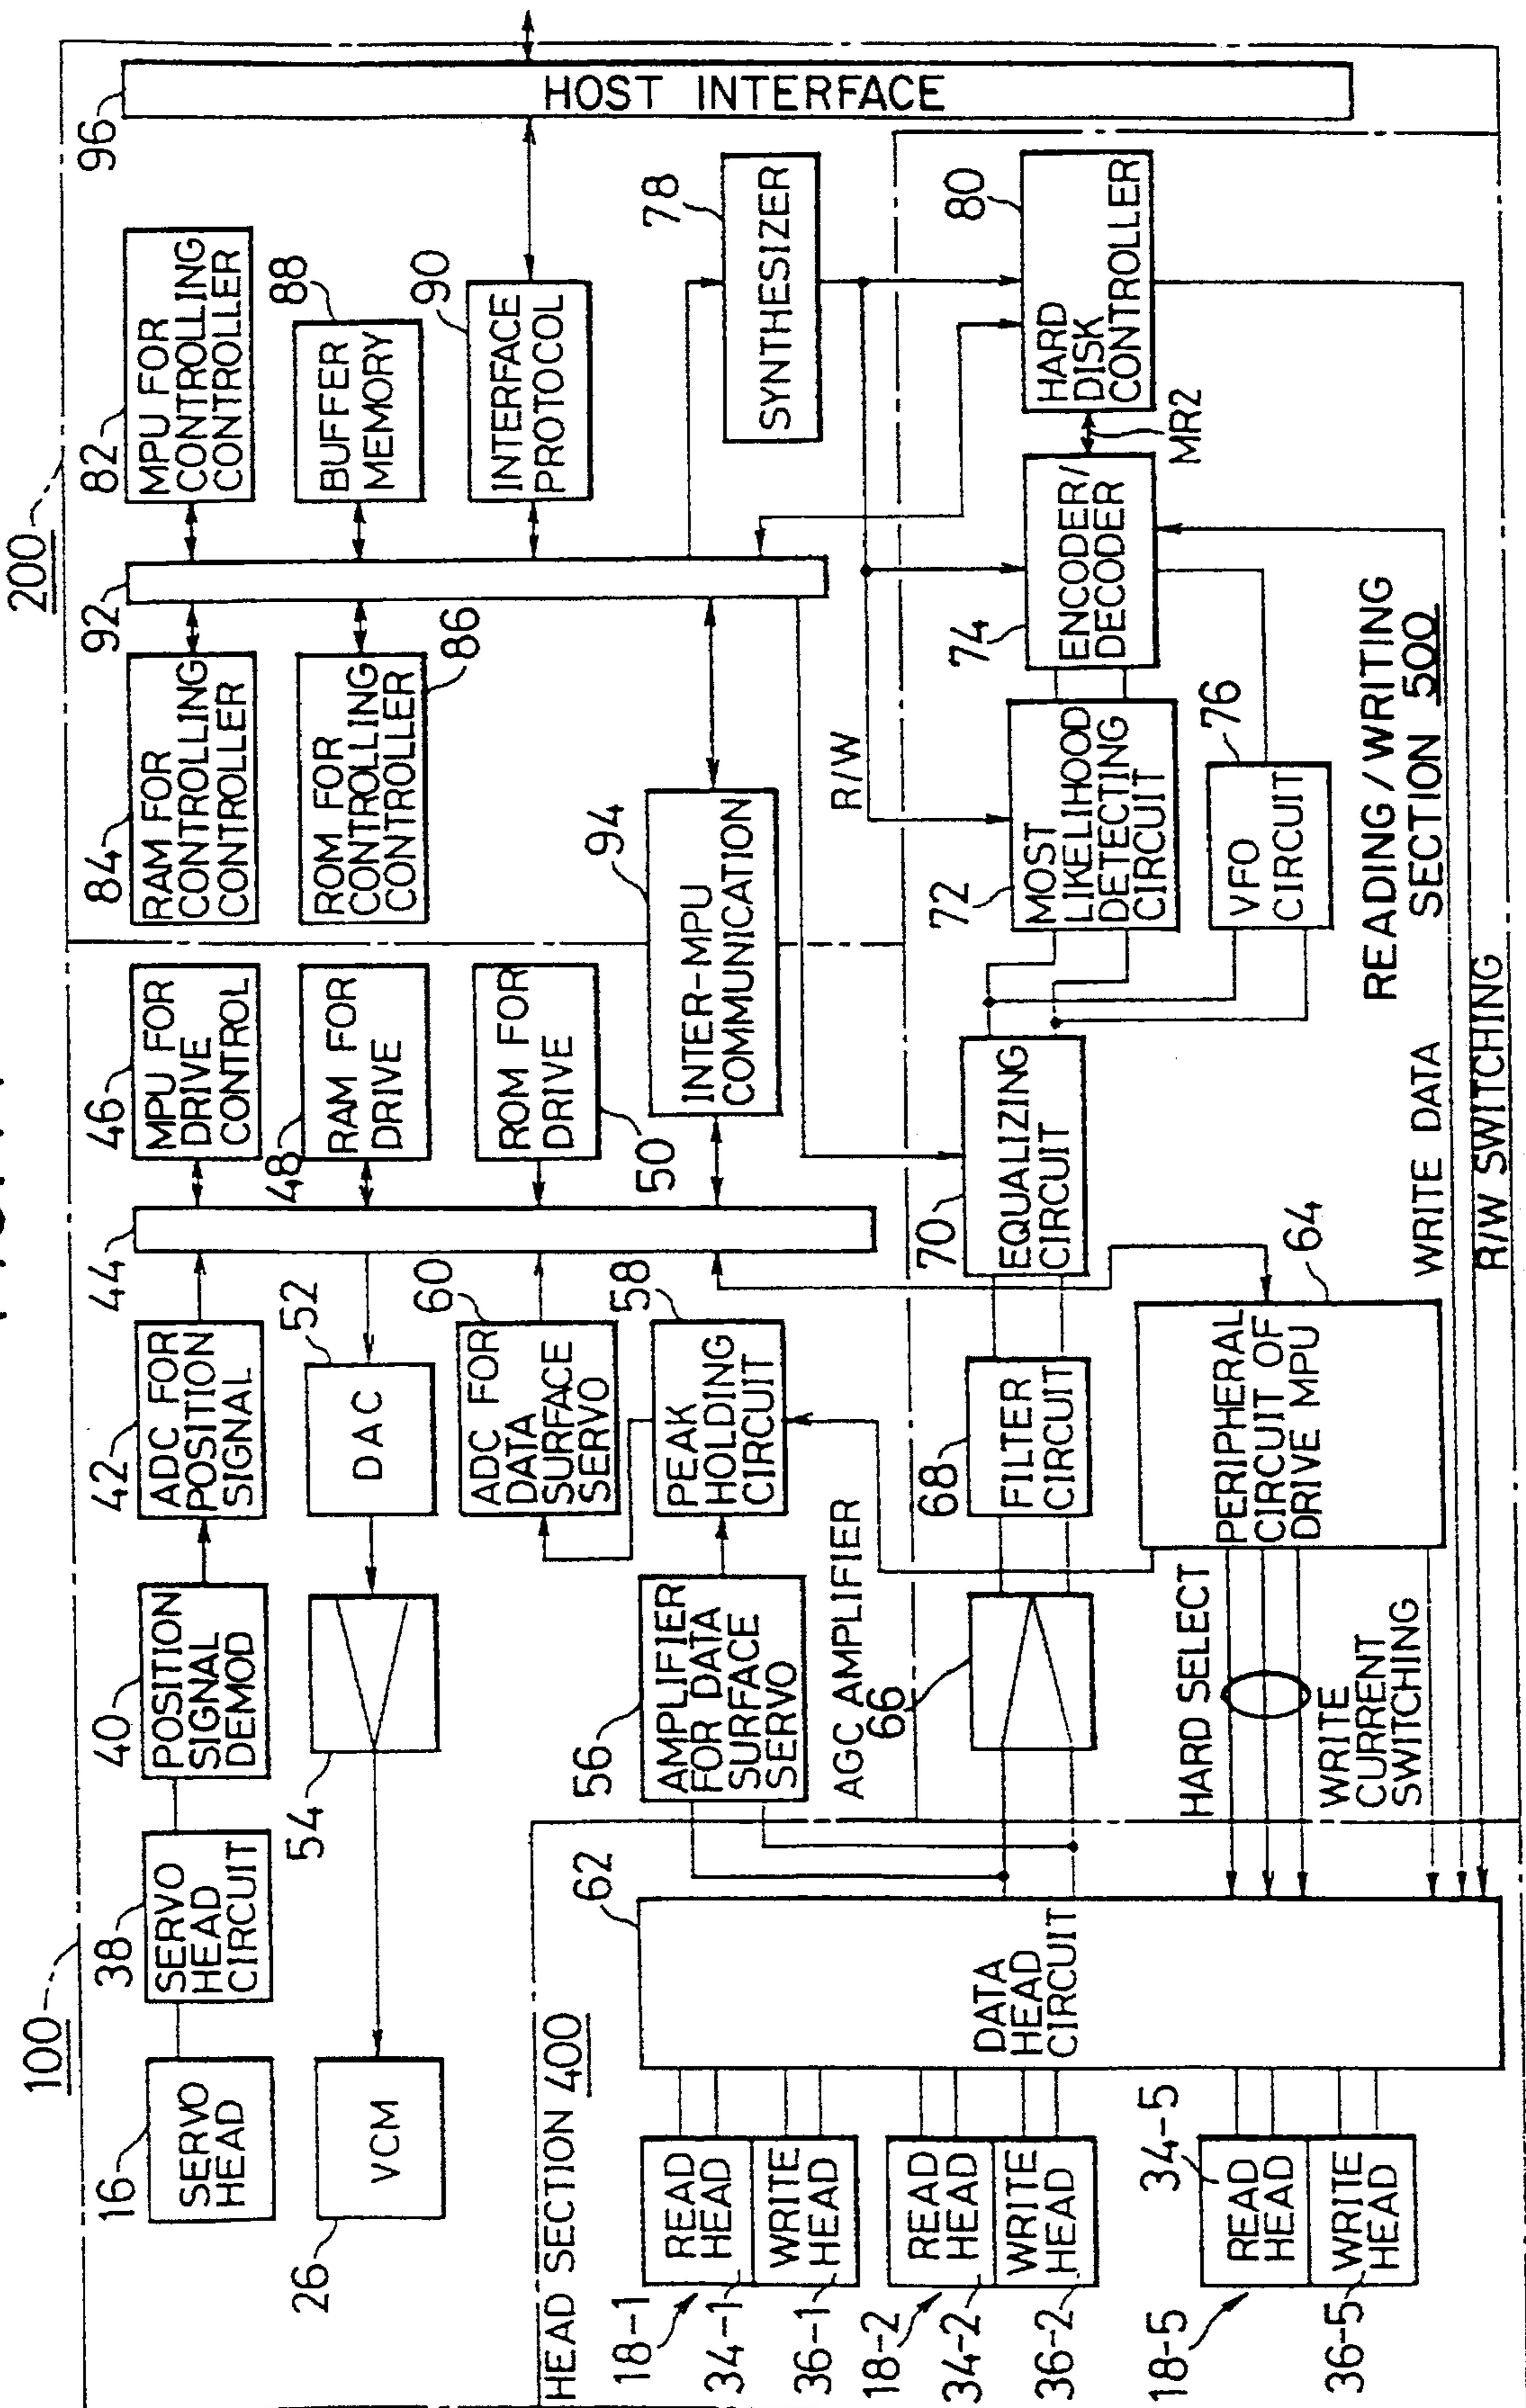 100
200
16
SERVO
HEAD
38
SERVO
HEAD
CIRCUIT
40
POSITION
SIGNAL
DEMOD
42
ADC FOR
POSITION
SIGNAL
44
46
MPU FOR
DRIVE
CONTROL
84
RAM FOR
CONTROLLING
CONTROLLER
92
82
MPU FOR
CONTROLLING
CONTROLLER
96
HOST INTERFACE
26
VCM
54
52
DAC
48
RAM FOR
DRIVE
ROM FOR
CONTROLLING
CONTROLLER
86
88
BUFFER
MEMORY
60
ADC FOR
DATA
SURFACE
SERVO
ROM FOR
DRIVE
50
90
INTERFACE
PROTOCOL
56
AMPLIFIER
FOR DATA
SURFACE
SERVO
58
PEAK
HOLDING
CIRCUIT
94
INTER-MPU
COMMUNICATION
78
SYNTHESIZER
HEAD SECTION 400
62
DATA
HEAD
CIRCUIT
AGC AMPLIFIER
66
68
FILTER
CIRCUIT
70
EQUALIZING
CIRCUIT
R/W
72
MOST
LIKELIHOOD
DETECTING
CIRCUIT
74
ENCODER/
DECODER
MR2
80
HARD
DISK
CONTROLLER
76
VFO
CIRCUIT
18-1
34-1
36-1
READ
HEAD
WRITE
HEAD
18-2
34-2
36-2
READ
HEAD
WRITE
HEAD
18-5
34-5
36-5
READ
HEAD
WRITE
HEAD
HARD SELECT
WRITE
CURRENT
SWITCHING
PERIPHERAL
CIRCUIT OF
DRIVE MPU
64
READING/WRITING
SECTION 500
WRITE DATA
R/W SWITCHING